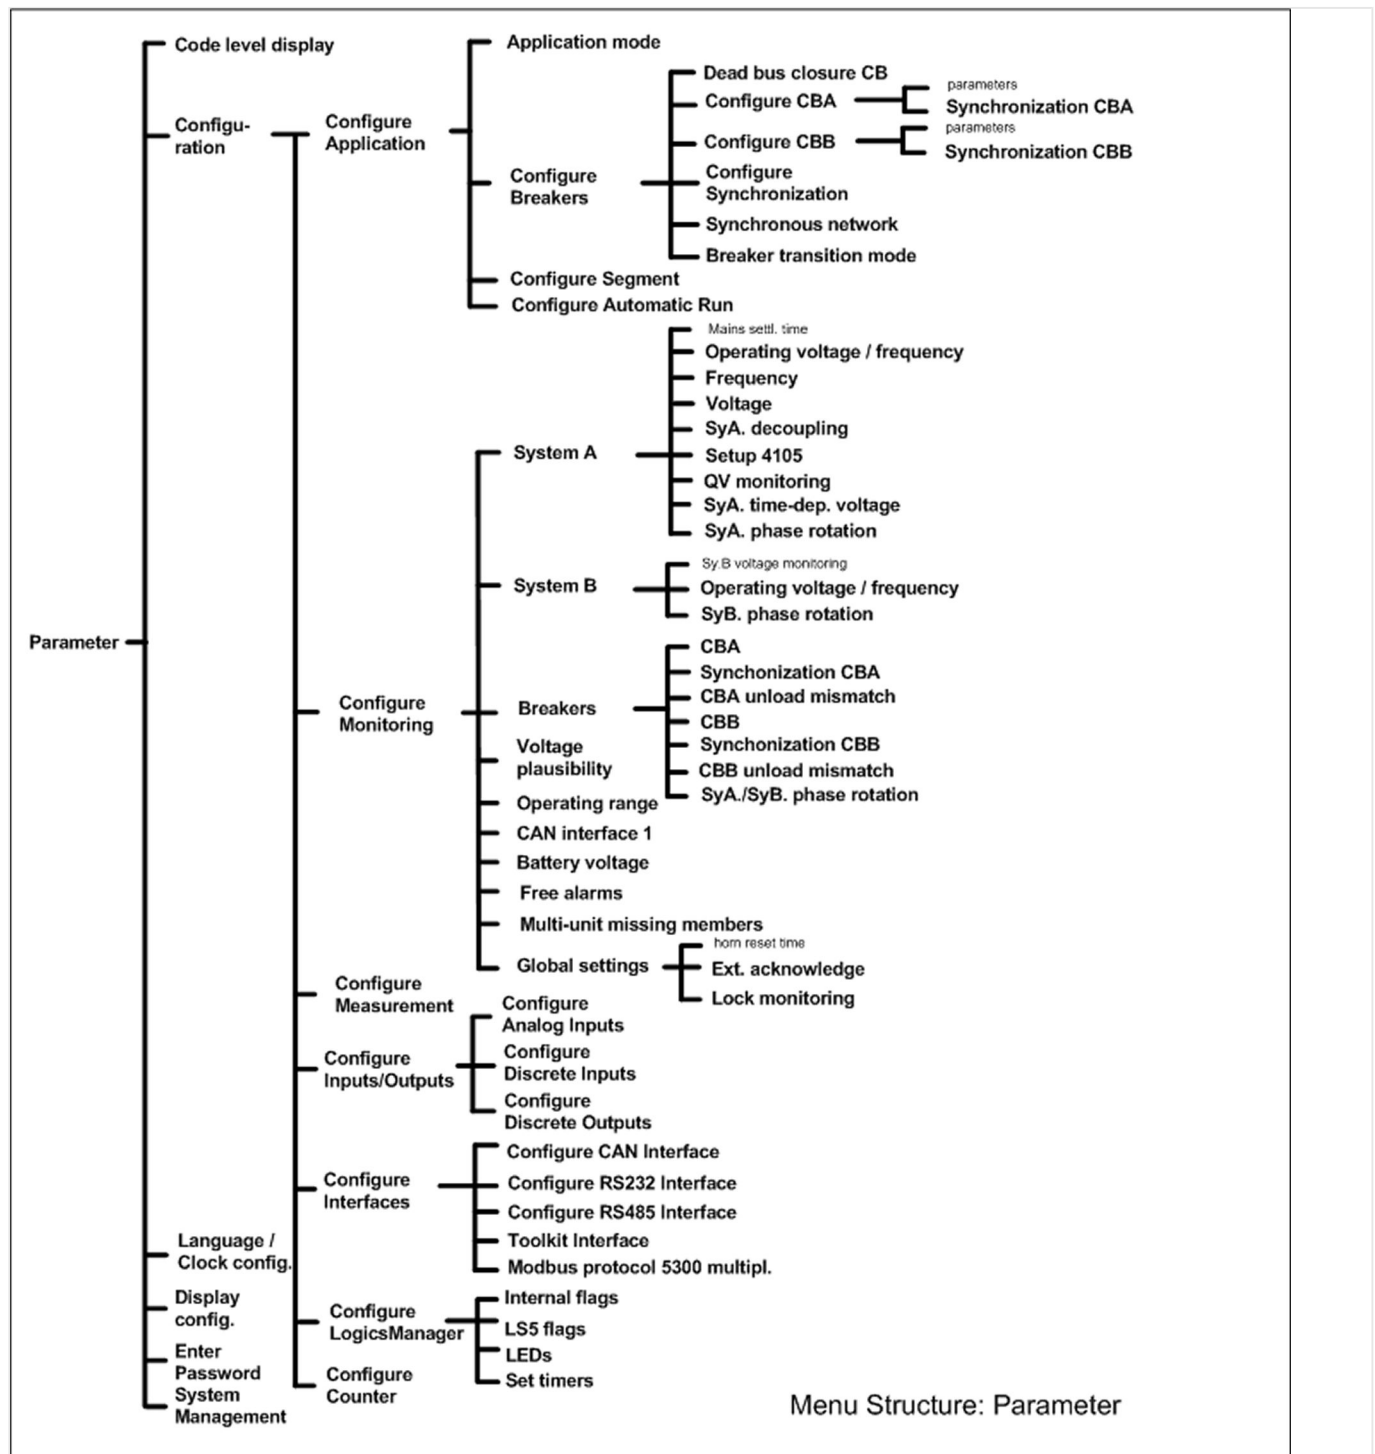 Code level display
Configu-
ration
Configure
Application
Application mode
Configure
Breakers
Dead bus closure CB
Configure CBA
parameters
Synchronization CBA
Configure CBB
parameters
Synchronization CBB
Configure
Synchronization
Synchronous network
Breaker transition mode
Configure Segment
Configure Automatic Run
Parameter
Configure
Monitoring
System A
Mains settl. time
Operating voltage / frequency
Frequency
Voltage
SyA. decoupling
Setup 4105
QV monitoring
SyA. time-dep. voltage
SyA. phase rotation
System B
Sy.B voltage monitoring
Operating voltage / frequency
SyB. phase rotation
Breakers
CBA
Synchonization CBA
CBA unload mismatch
CBB
Synchonization CBB
CBB unload mismatch
SyA./SyB. phase rotation
Voltage
plausibility
Operating range
CAN interface 1
Battery voltage
Free alarms
Multi-unit missing members
Global settings
horn reset time
Ext. acknowledge
Lock monitoring
Configure
Measurement
Configure
Inputs/Outputs
Configure
Analog Inputs
Configure
Discrete Inputs
Configure
Discrete Outputs
Configure
Interfaces
Configure CAN Interface
Configure RS232 Interface
Configure RS485 Interface
Toolkit Interface
Modbus protocol 5300 multipl.
Configure
LogicsManager
Internal flags
LS5 flags
LEDs
Set timers
Configure
Counter
Language /
Clock config.
Display
config.
Enter
Password
System
Management
Menu Structure: Parameter